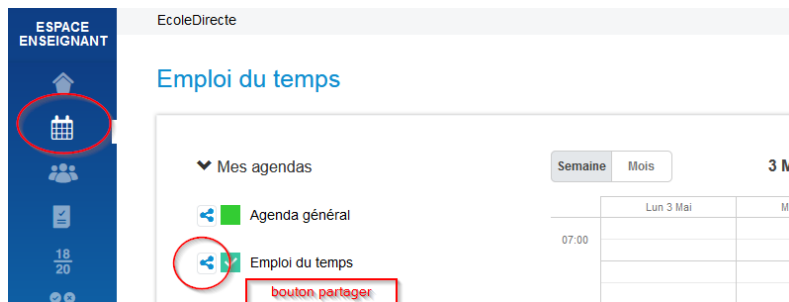 ESPACE
ENSEIGNANT
EcoleDirecte
Emploi du temps
Mes agendas
Semaine Mois
3 M
Agenda général
Lun 3 Mai
M
07:00
Emploi du temps
bouton partager
18
20